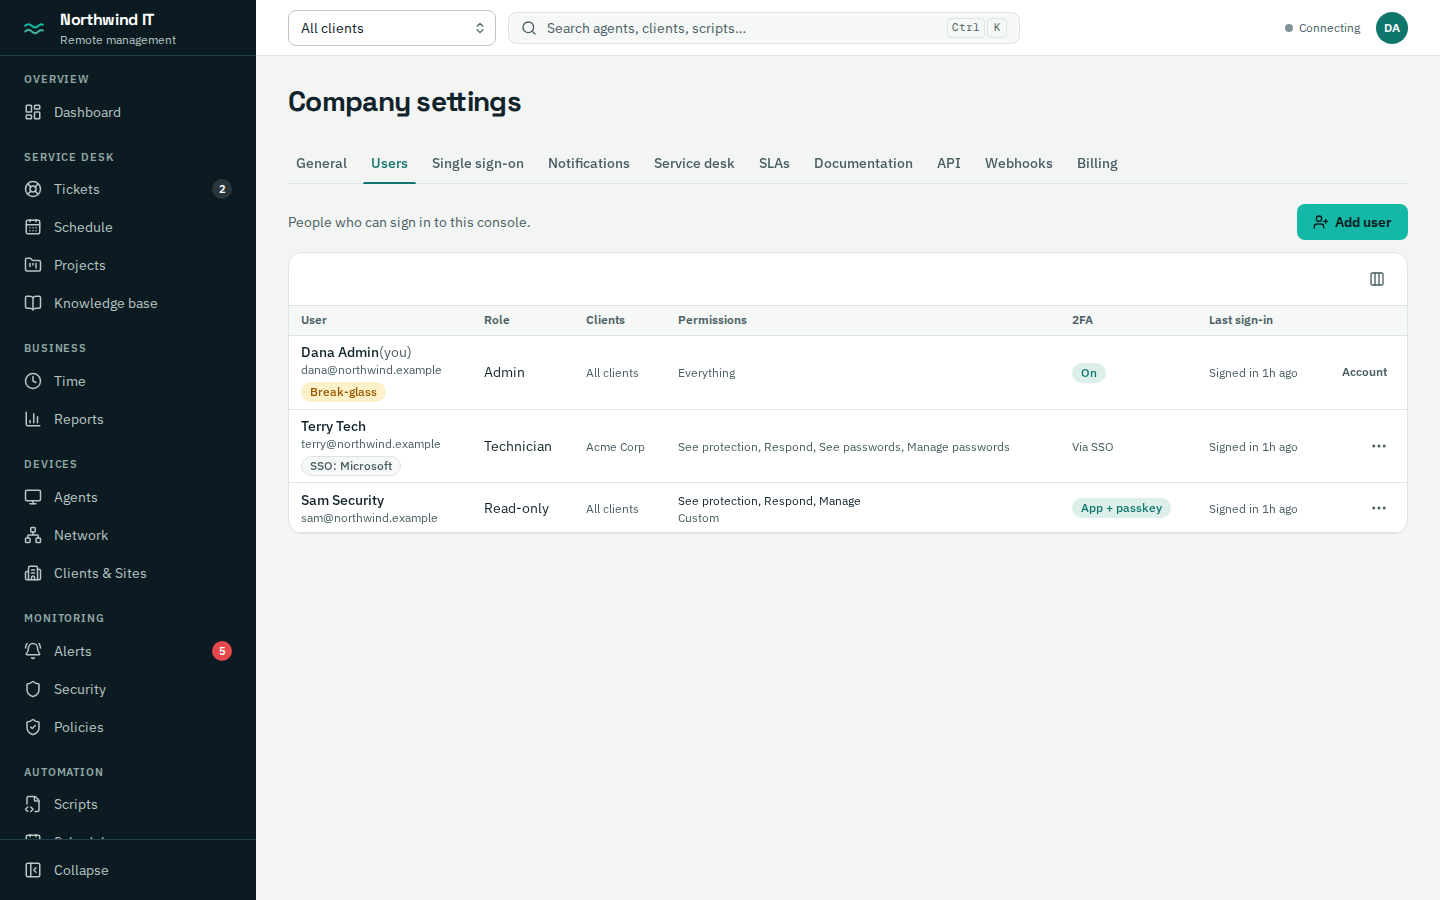 Northwind IT
Remote management
All clients
Search agents, clients, scripts...
Ctrl K
Connecting
DA
OVERVIEW
Dashboard
SERVICE DESK
Tickets 2
Schedule
Projects
Knowledge base
BUSINESS
Time
Reports
DEVICES
Agents
Network
Clients & Sites
MONITORING
Alerts 5
Security
Policies
AUTOMATION
Scripts
Collapse
Company settings
General Users Single sign-on Notifications Service desk SLAs Documentation API Webhooks Billing
People who can sign in to this console.
Add user
User Role Clients Permissions 2FA Last sign-in
Dana Admin(you)
dana@northwind.example
Break-glass
Admin All clients Everything On Signed in 1h ago Account
Terry Tech
terry@northwind.example
SSO: Microsoft
Technician Acme Corp See protection, Respond, See passwords, Manage passwords Via SSO Signed in 1h ago
Sam Security
sam@northwind.example
Read-only All clients See protection, Respond, Manage
Custom
App + passkey Signed in 1h ago